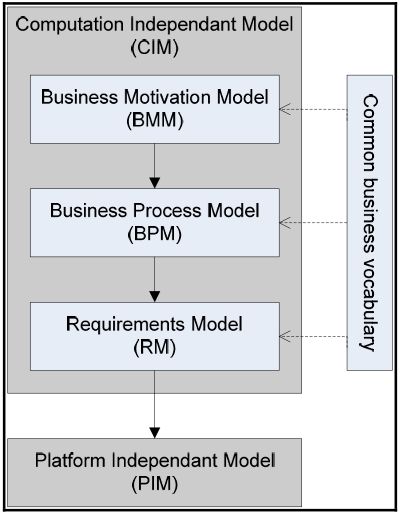 Computation Independant Model
(CIM)
Business Motivation Model
(BMM)
Business Process Model
(BPM)
Requirements Model
(RM)
Common business vocabulary
Platform Independant Model
(PIM)